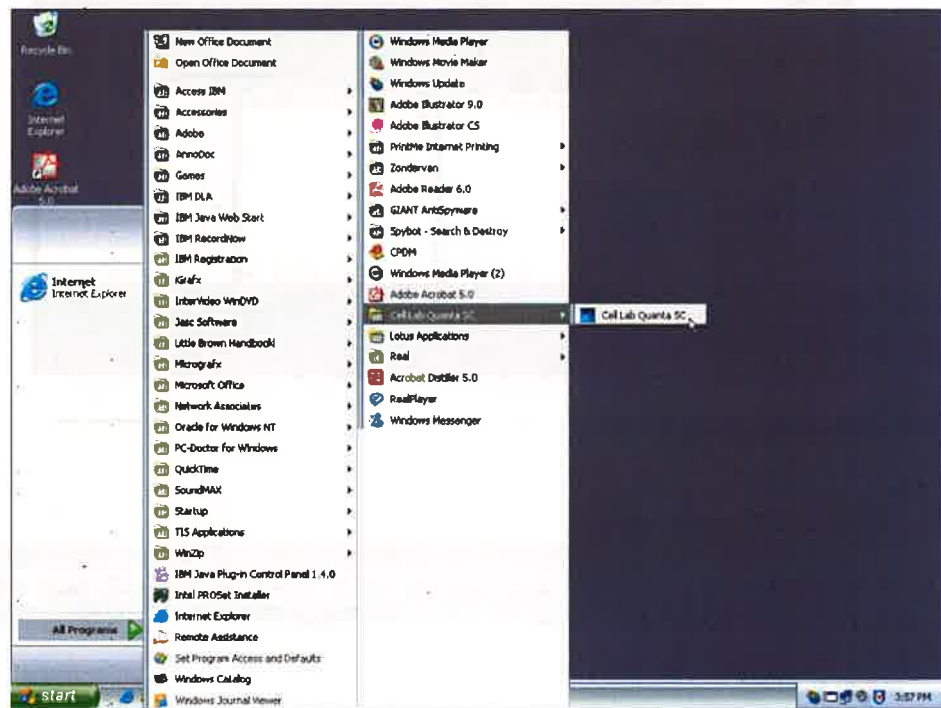 Recycle Bin
Internet
Explorer
Adobe Acrobat
5.0
Internet
Internet Explorer
All Programs
start
New Office Document
Open Office Document
Access IBM
Accessories
Adobe
AnnoDoc
Games
IBM DLA
IBM Java Web Start
IBM RecordNow
IBM Registration
iGrafx
InterVideo WinDVD
Jasc Software
Little Brown Handbook
Micrografx
Microsoft Office
Network Associates
Oracle for Windows NT
PC-Doctor for Windows
QuickTime
SoundMAX
Startup
TLS Applications
WinZip
IBM Java Plug-in Control Panel 1.4.0
Intel PROSet Installer
Internet Explorer
Remote Assistance
Set Program Access and Defaults
Windows Catalog
Windows Journal Viewer
Windows Media Player
Windows Movie Maker
Windows Update
Adobe Illustrator 9.0
Adobe Illustrator CS
PrintMe Internet Printing
Zondervan
Adobe Reader 6.0
GIANT AntiSpyware
Spybot - Search & Destroy
CPDM
Windows Media Player (2)
Adobe Acrobat 5.0
Cell Lab Quanta SC
Lotus Applications
Real
Acrobat Distiller 5.0
RealPlayer
Windows Messenger
Cell Lab Quanta SC
3:57 PM